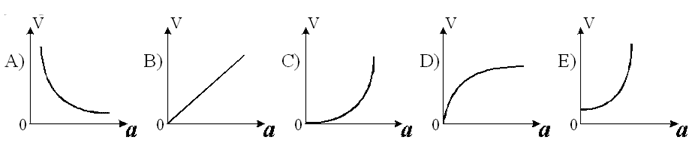 A) V 0 a
B) V 0 a
C) V 0 a
D) V 0 a
E) V 0 a